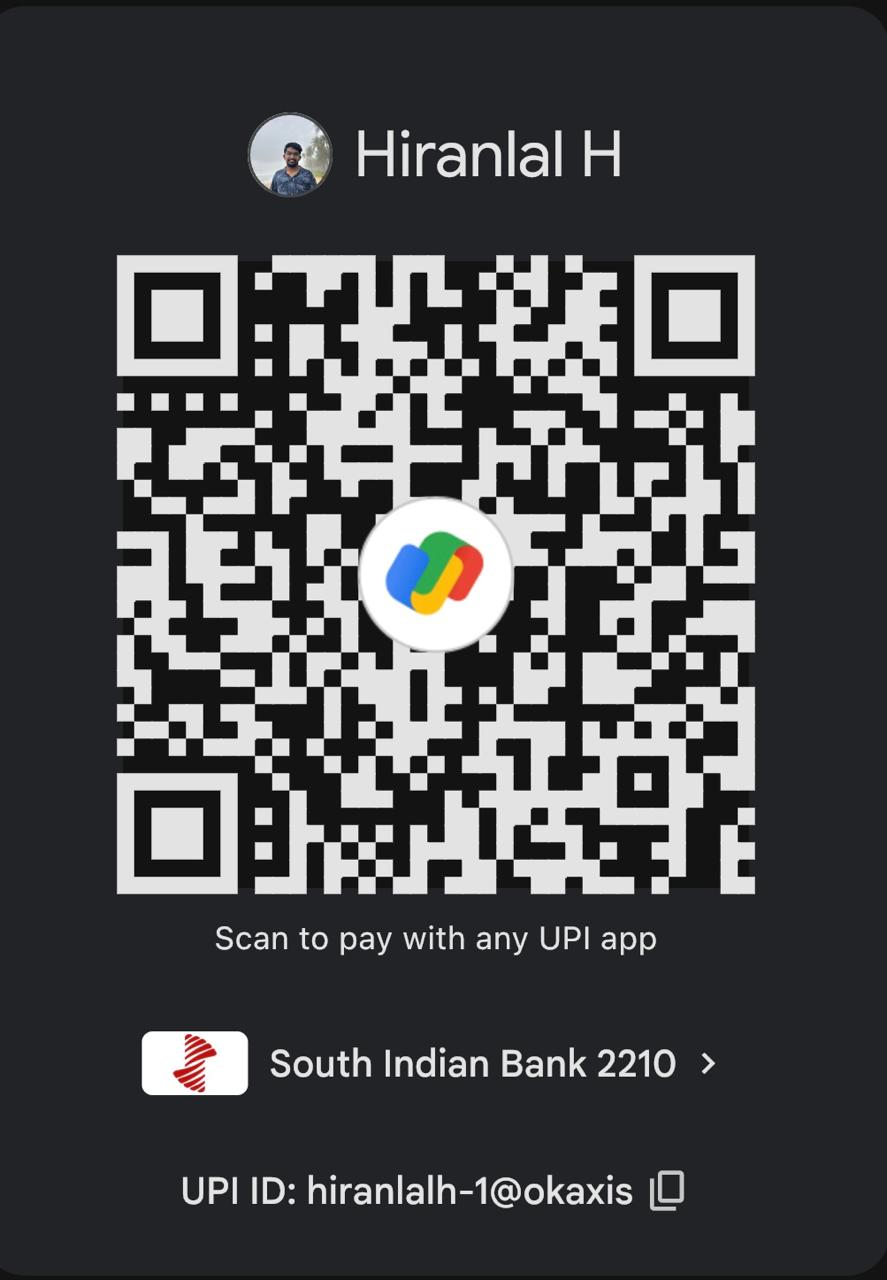 Hiranlal H
Scan to pay with any UPI app
South Indian Bank 2210
UPI ID: hiranlalh-1@okaxis